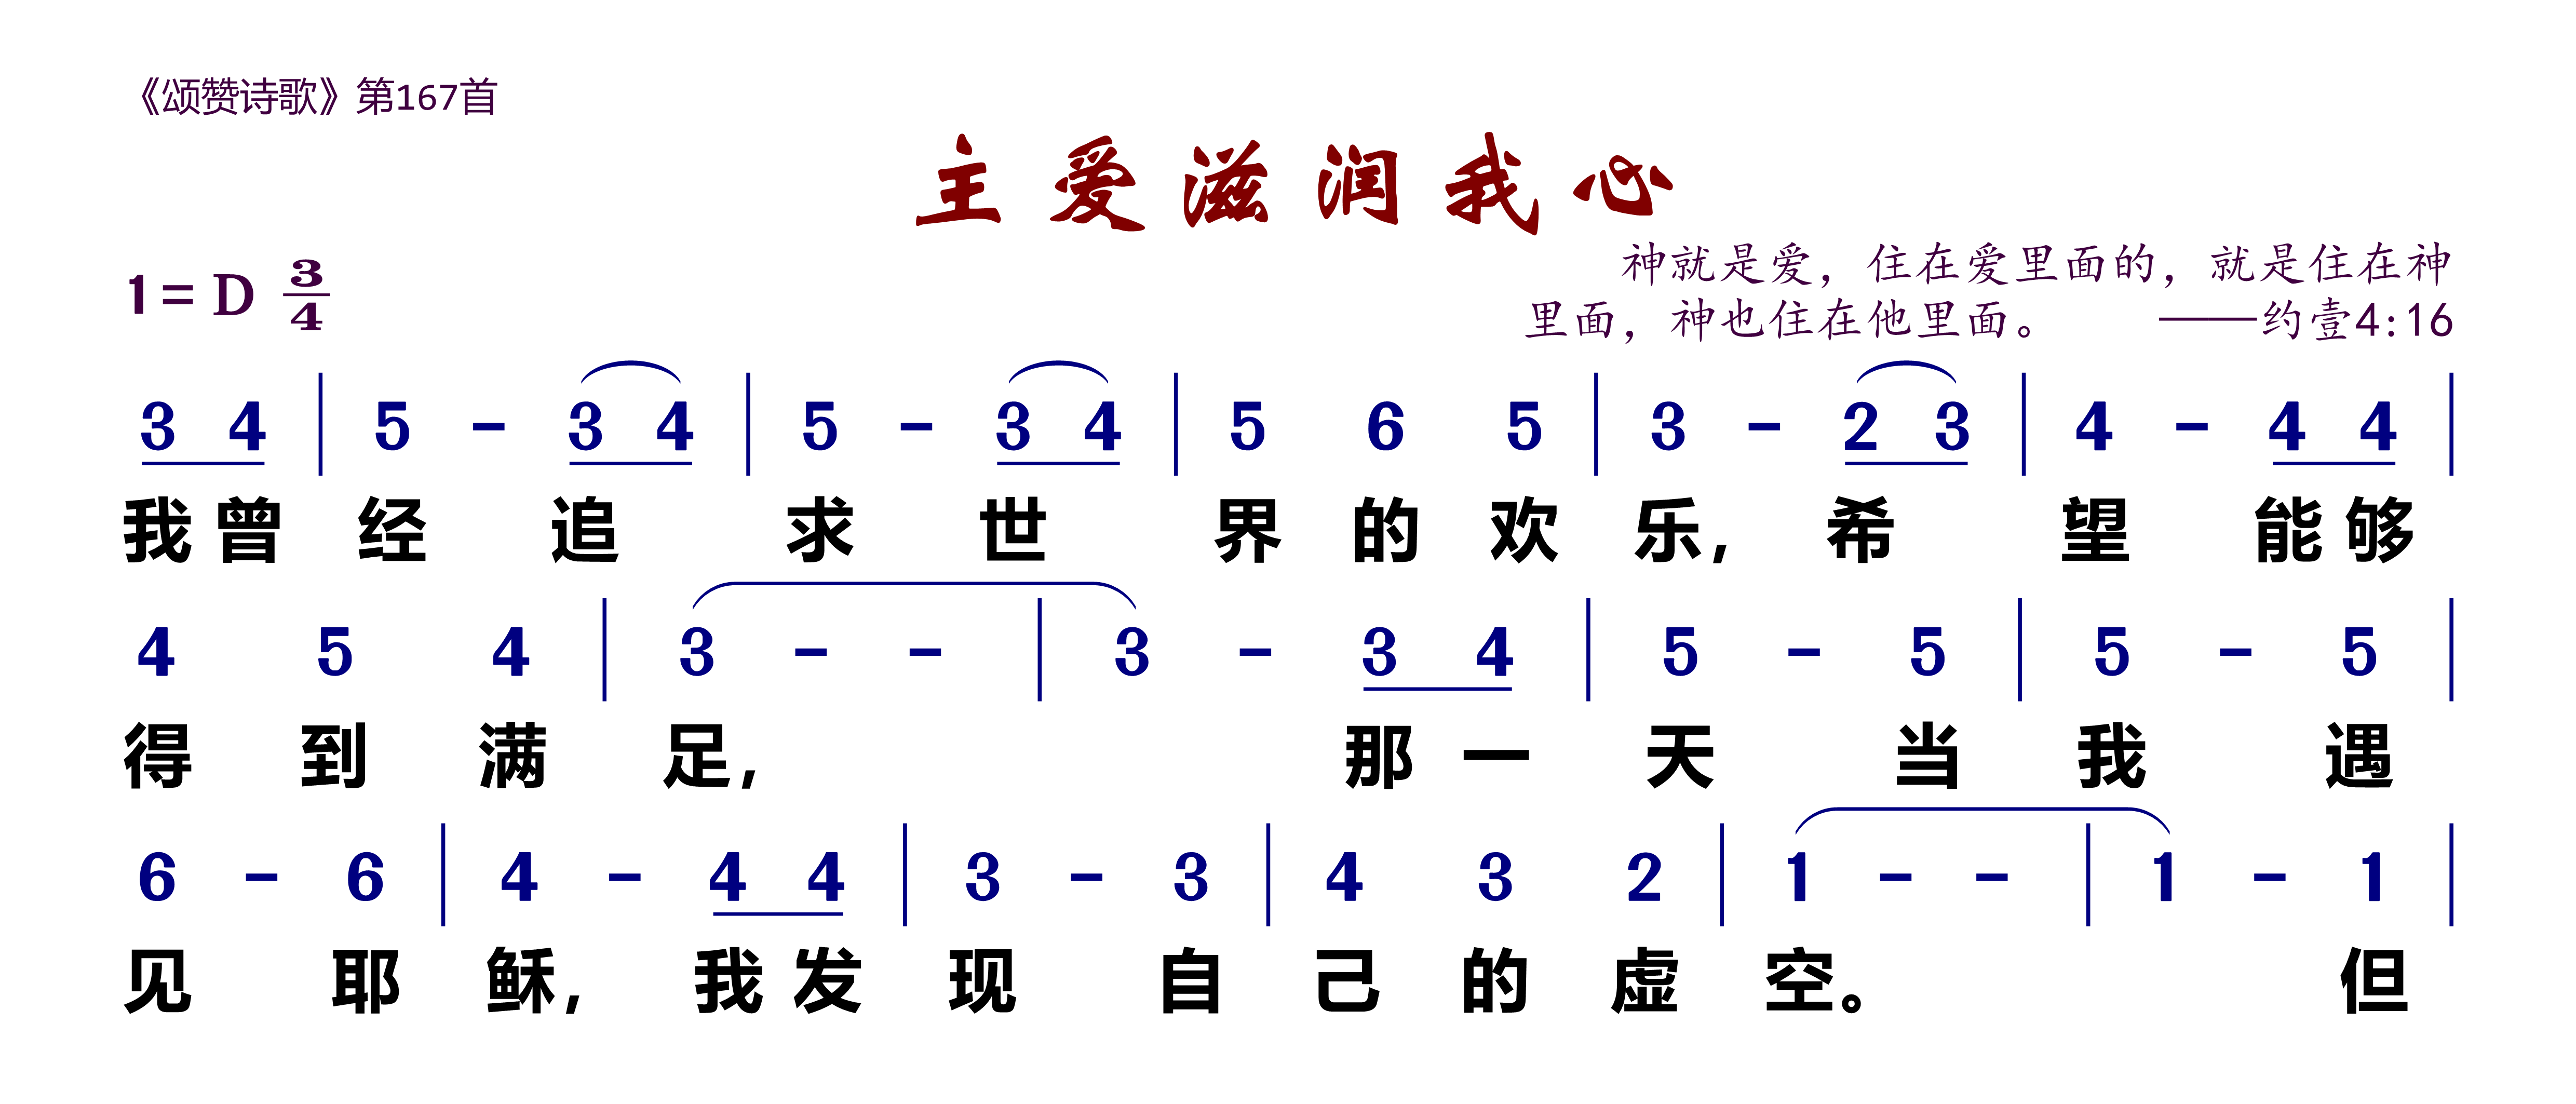 《颂赞诗歌》第167首
主爱滋润我心
1= D 3/4
神就是爱，住在爱里面的，就是住在神
里面，神也住在他里面。 ——约壹4:16
3 4 | 5 - 3 4 | 5 - 3 4 | 5 6 5 | 3 - 2 3 | 4 - 4 4 |
我曾 经 追 求 世 界 的 欢 乐, 希 望 能够
4 5 4 | 3 - - | 3 - 3 4 | 5 - 5 | 5 - 5 |
得 到 满 足, 那一 天 当 我 遇
6 - 6 | 4 - 4 4 | 3 - 3 | 4 3 2 | 1 - - | 1 - 1 |
见 耶 稣, 我发 现 自 己 的 虚 空。 但